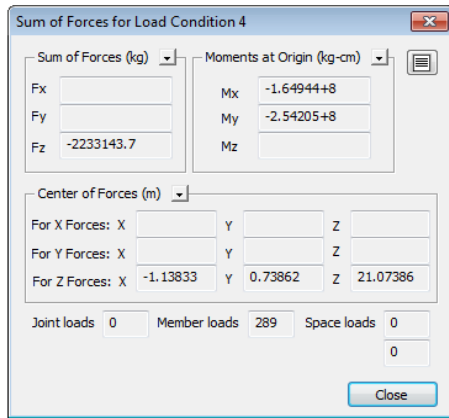 Sum of Forces for Load Condition 4
Sum of Forces (kg) Moments at Origin (kg-cm)
Fx Mx -1.64944+8
Fy My -2.54205+8
Fz -2233143.7 Mz
Center of Forces (m)
For X Forces: X Y Z
For Y Forces: X Y Z
For Z Forces: X -1.13833 Y 0.73862 Z 21.07386
Joint loads 0 Member loads 289 Space loads 0
0
Close